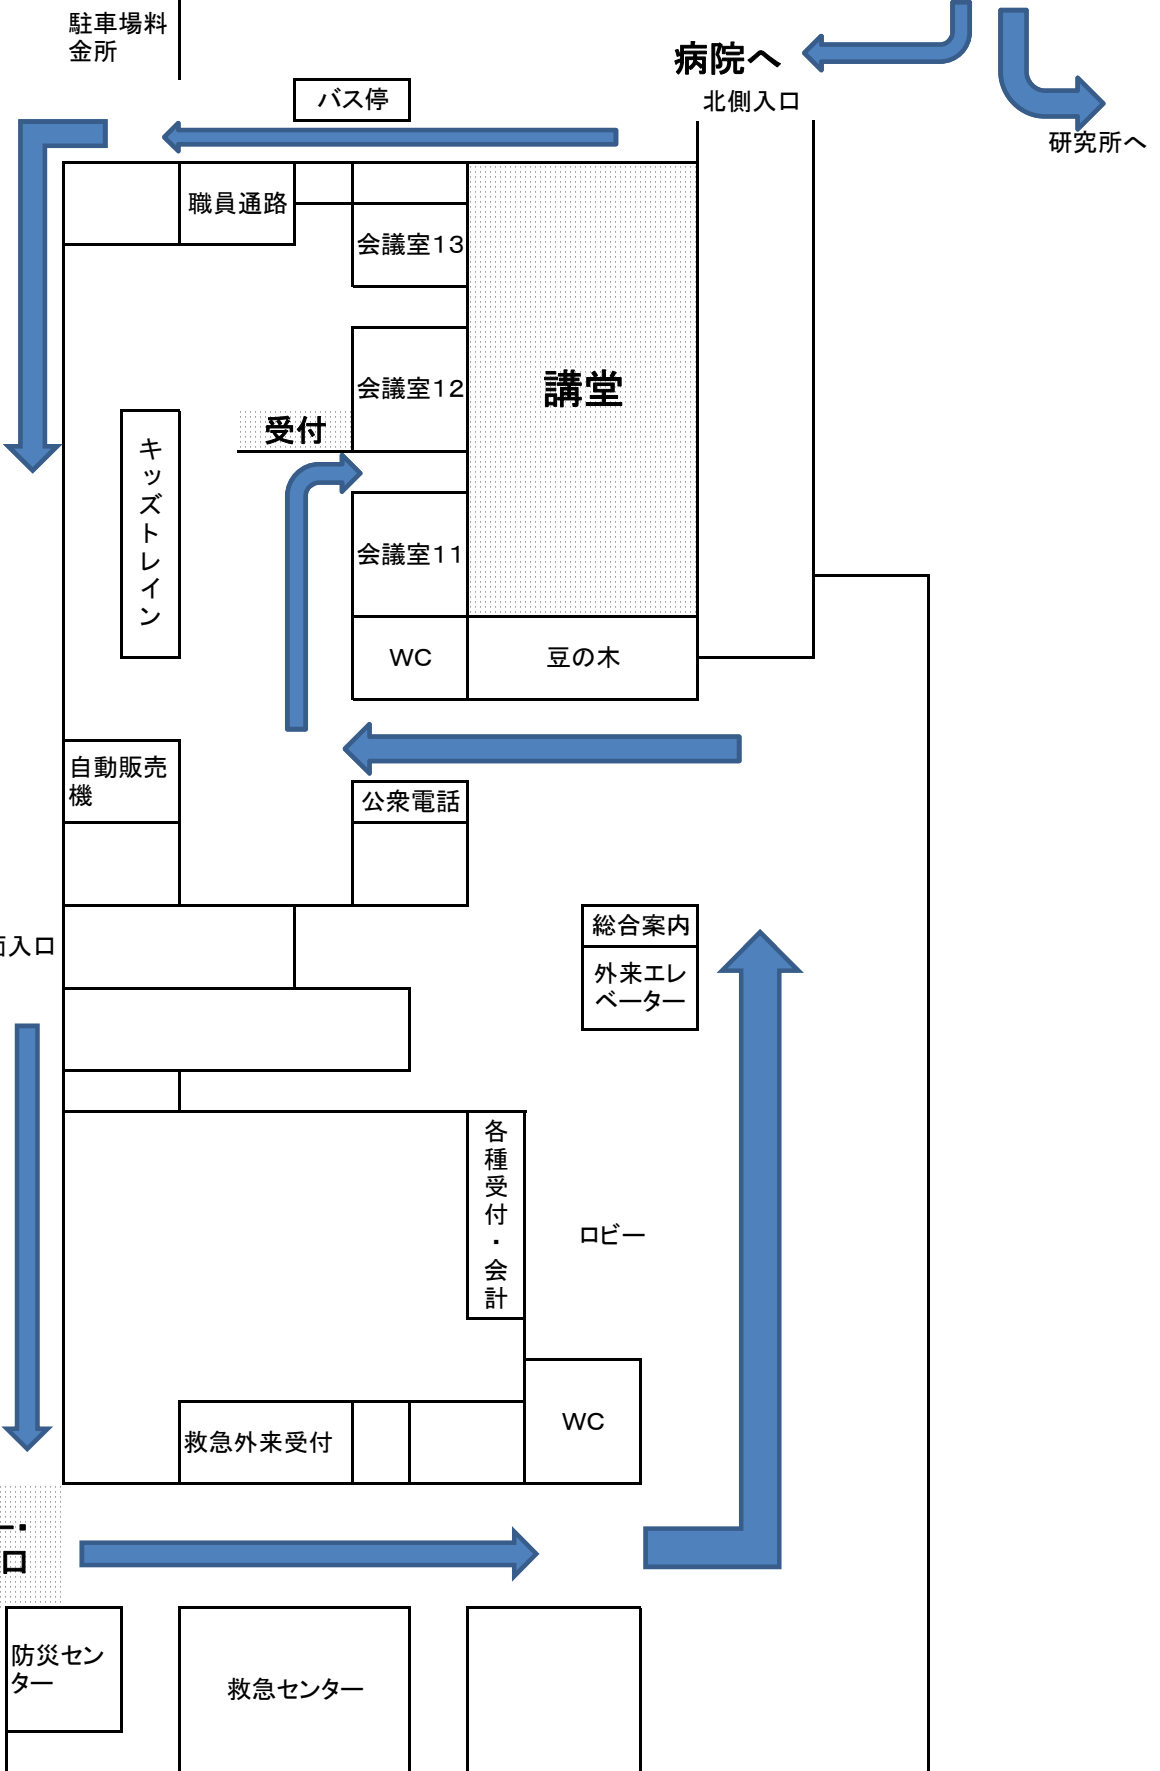 駐車場料
金所
病院へ
バス停
北側入口
研究所へ
職員通路
会議室13
会議室12
講堂
受付
キッズトレイン
会議室11
WC
豆の木
自動販売
機
公衆電話
総合案内
入口
外来エレ
ベーター
各種受付・会計
ロビー
WC
救急外来受付
ー・
口
防災セン
ター
救急センター